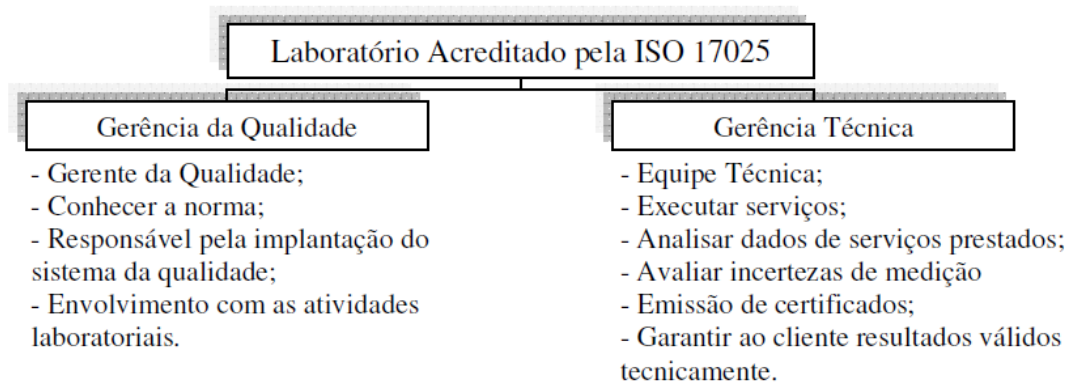 Laboratório Acreditado pela ISO 17025
Gerência da Qualidade
- Gerente da Qualidade;
- Conhecer a norma;
- Responsável pela implantação do
sistema da qualidade;
- Envolvimento com as atividades
laboratoriais.
Gerência Técnica
- Equipe Técnica;
- Executar serviços;
- Analisar dados de serviços prestados;
- Avaliar incertezas de medição
- Emissão de certificados;
- Garantir ao cliente resultados válidos
tecnicamente.